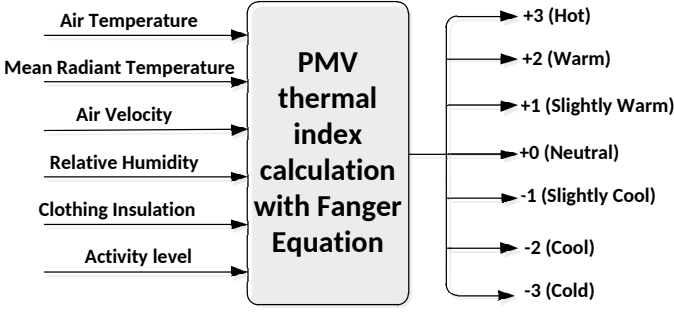 Air Temperature
Mean Radiant Temperature
Air Velocity
Relative Humidity
Clothing Insulation
Activity level
PMV
thermal
index
calculation
with Fanger
Equation
+3 (Hot)
+2 (Warm)
+1 (Slightly Warm)
+0 (Neutral)
-1 (Slightly Cool)
-2 (Cool)
-3 (Cold)